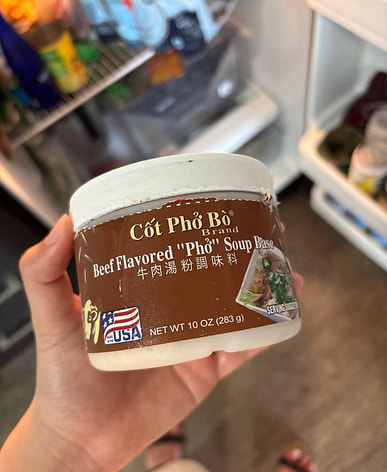 Cốt Phở Bò®
Brand
Beef Flavored "Phở" Soup Base
牛肉湯粉調味料
USA
NET WT 10 OZ (283 g)